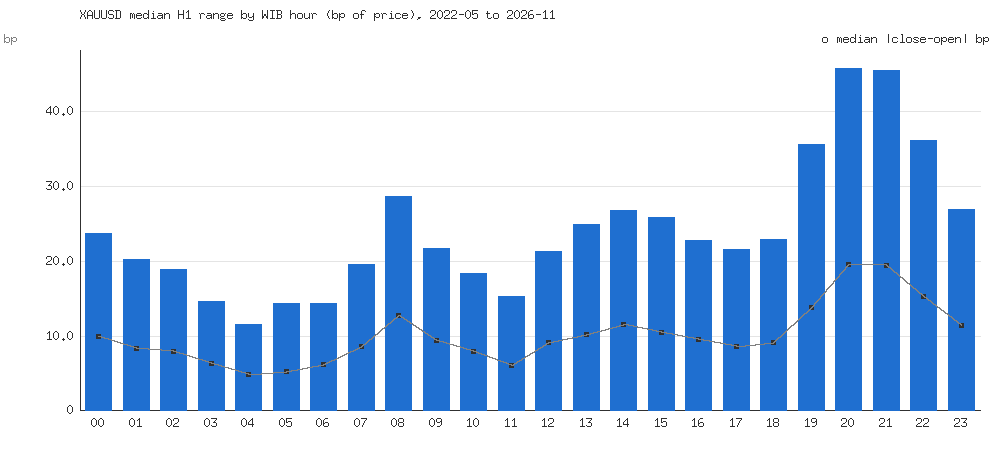 XAUUSD median H1 range by WIB hour (bp of price), 2022-05 to 2026-11
bp
o median |close-open| bp
40.0
30.0
20.0
10.0
0
00 01 02 03 04 05 06 07 08 09 10 11 12 13 14 15 16 17 18 19 20 21 22 23